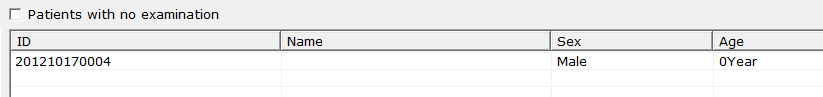 Patients with no examination
ID Name Sex Age
201210170004 Male 0Year